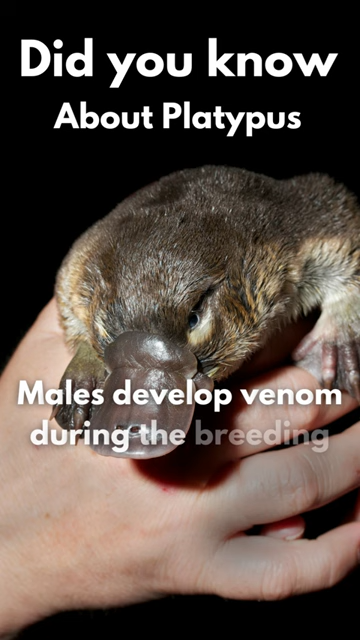 Did you know
About Platypus
Males develop venom
during the breeding